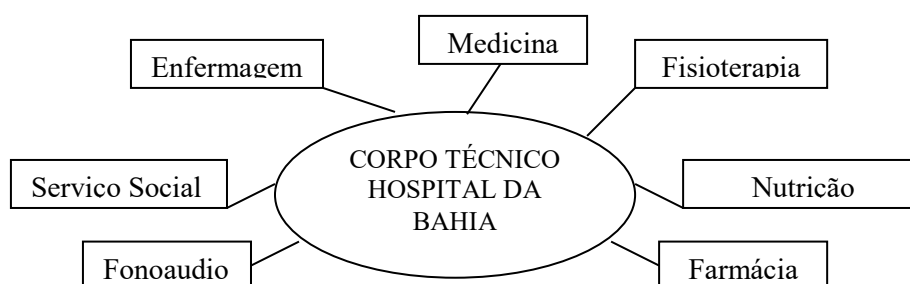 Medicina
Enfermagem
Fisioterapia
CORPO TÉCNICO
HOSPITAL DA
BAHIA
Servico Social
Nutricão
Fonoaudio
Farmácia